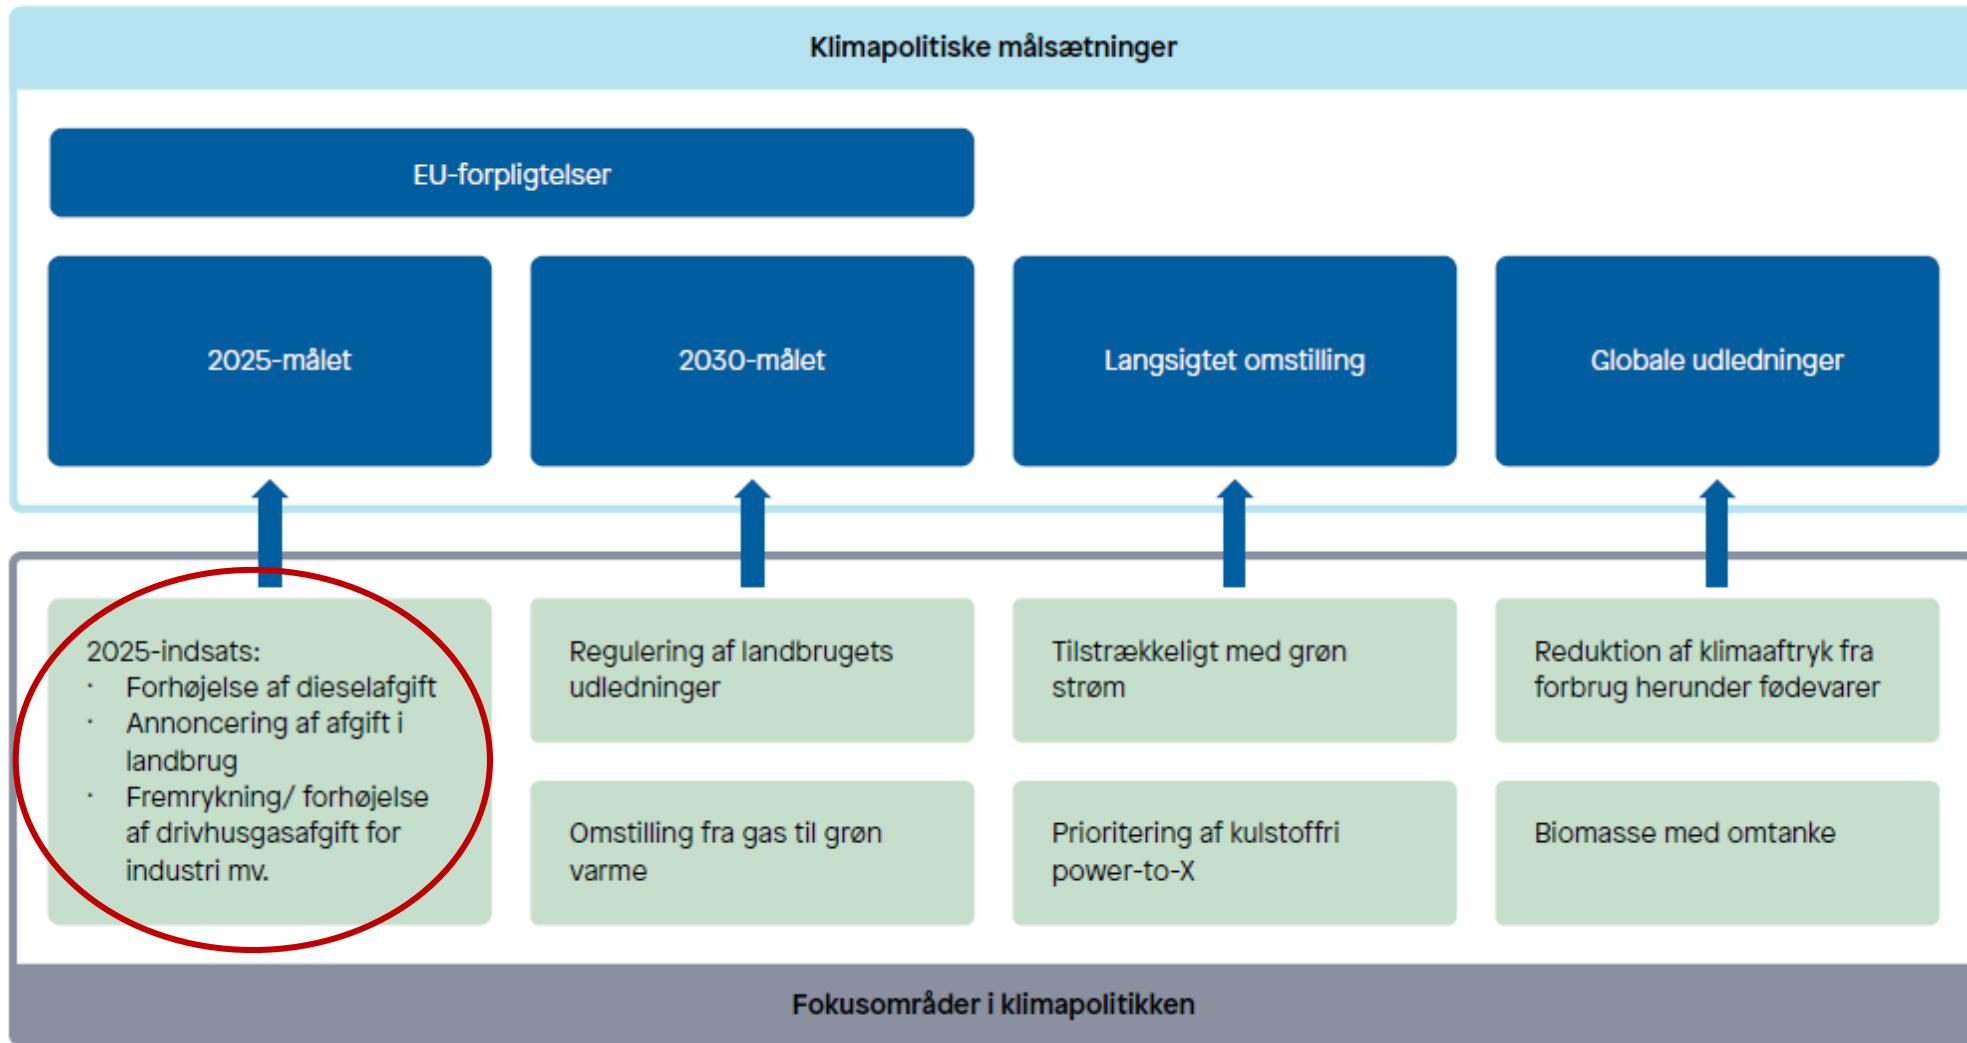 Klimapolitiske målsætninger
EU-forpligtelser
2025-målet
2030-målet
Langsigtet omstilling
Globale udledninger
2025-indsats:
· Forhøjelse af dieselafgift
· Annoncering af afgift i
landbrug
· Fremrykning/ forhøjelse
af drivhusgasafgift for
industri mv.
Regulering af landbrugets
udledninger
Omstilling fra gas til grøn
varme
Tilstrækkeligt med grøn
strøm
Prioritering af kulstoffri
power-to-X
Reduktion af klimaaftryk fra
forbrug herunder fødevarer
Biomasse med omtanke
Fokusområder i klimapolitikken